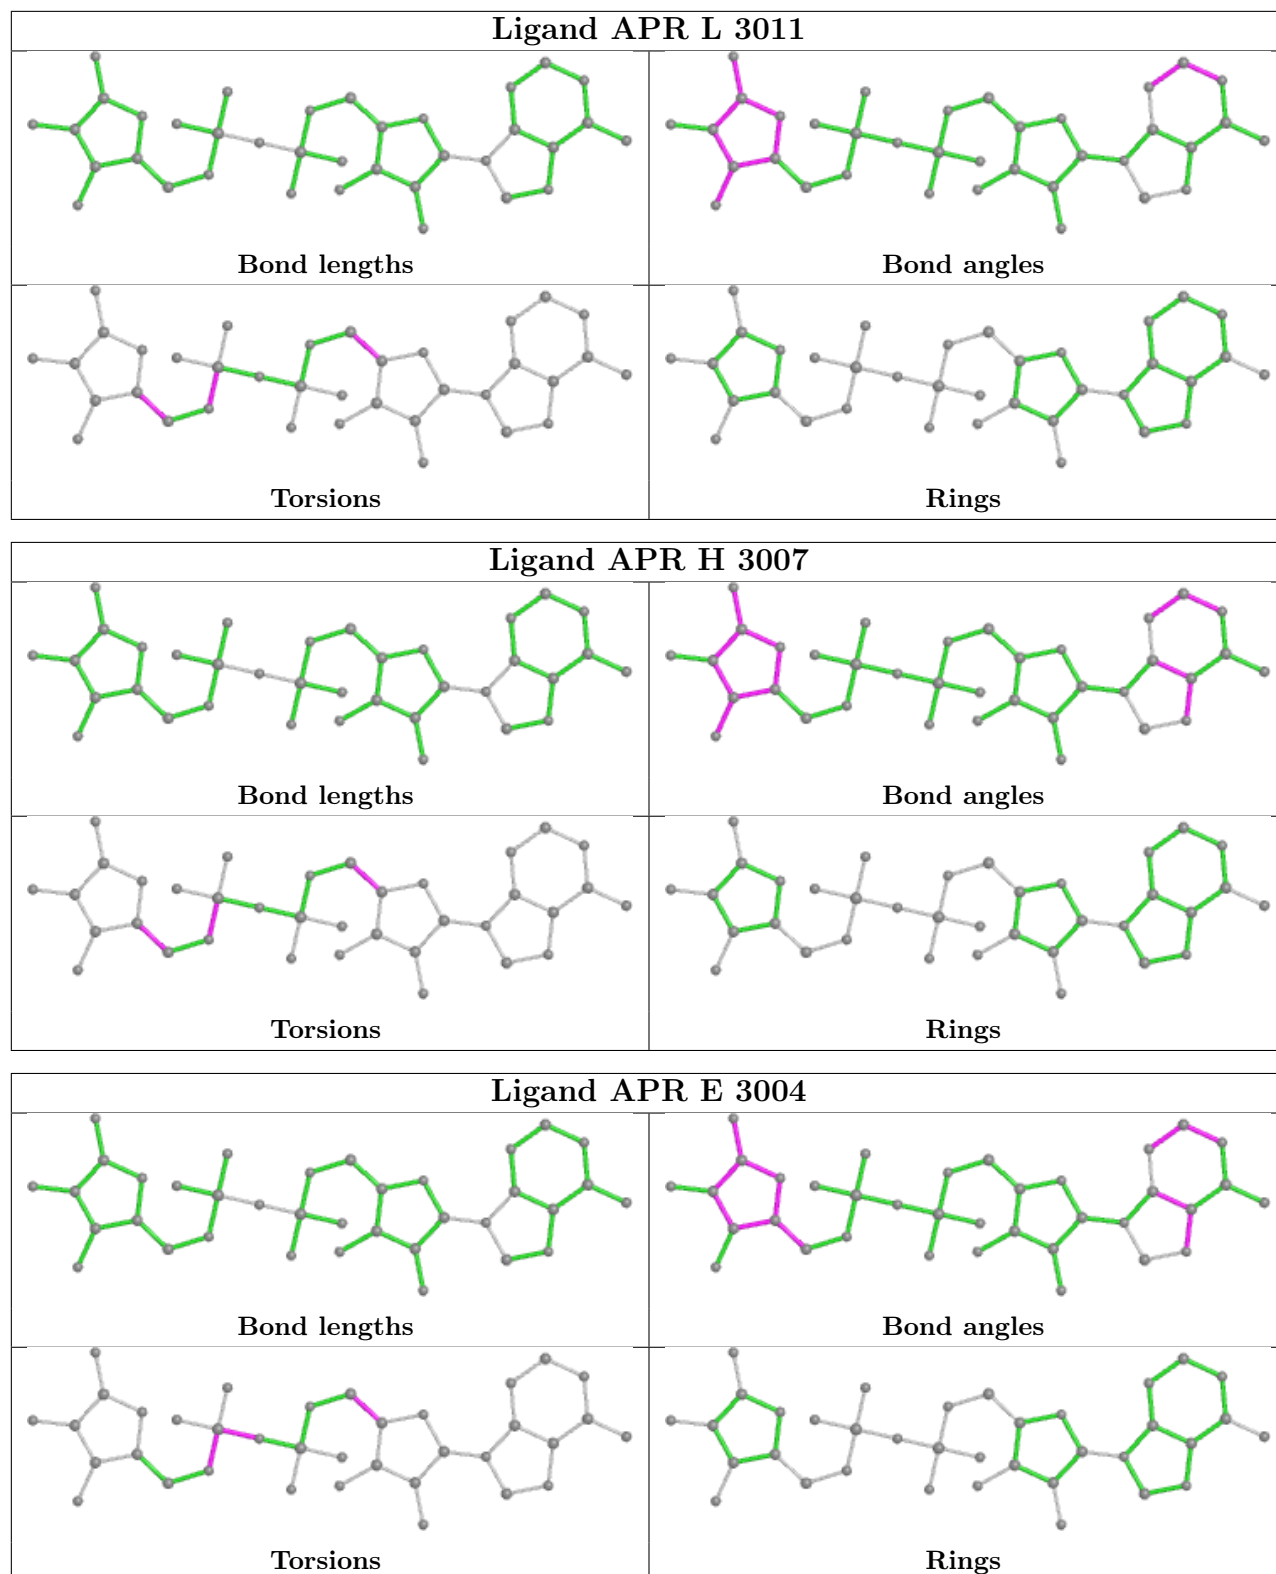 Ligand APR L 3011
Bond lengths
Bond angles
Torsions
Rings
Ligand APR H 3007
Bond lengths
Bond angles
Torsions
Rings
Ligand APR E 3004
Bond lengths
Bond angles
Torsions
Rings